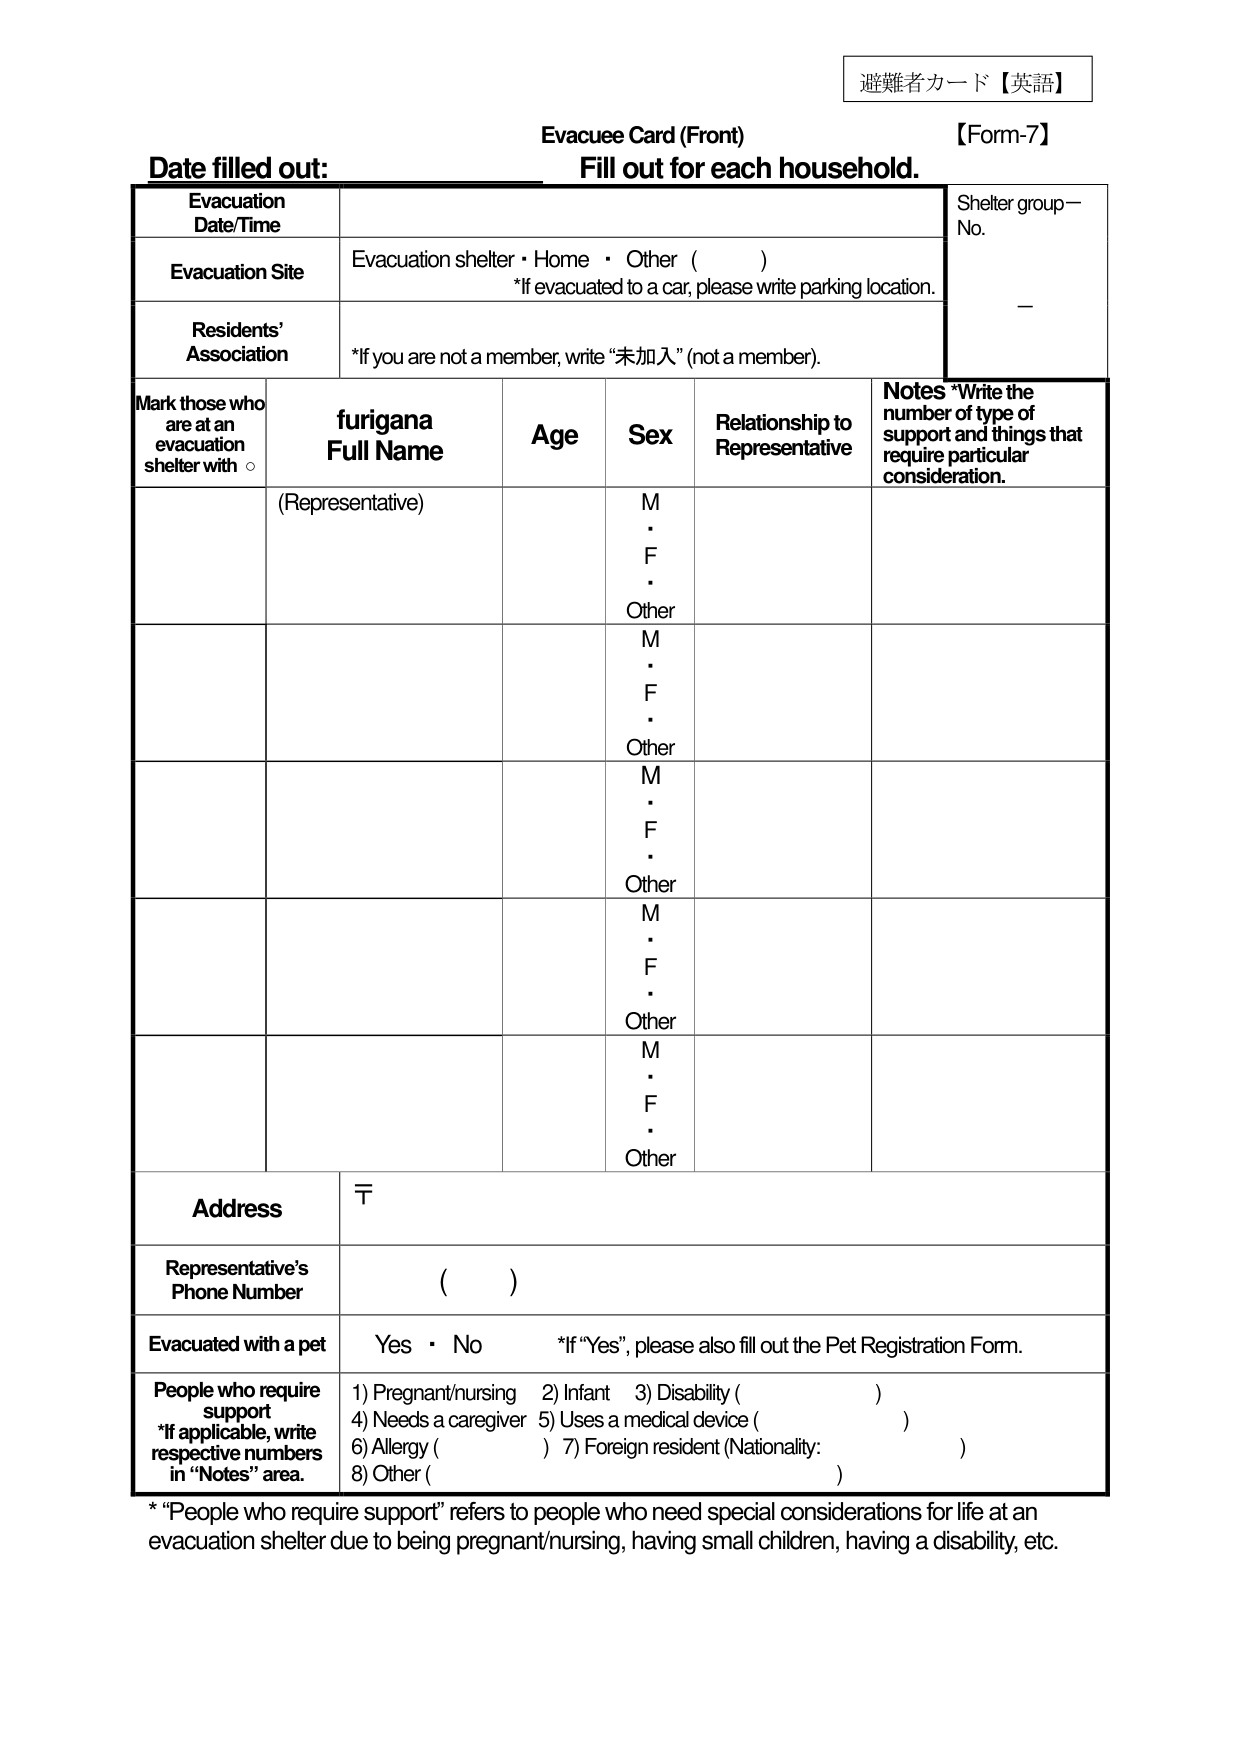 避難者カード【英語】
Evacuee Card (Front)
【Form-7】
Date filled out:
Fill out for each household.
Evacuation
Date/Time
Shelter group－
No.
－
Evacuation Site
Evacuation shelter・Home ・ Other ( )
*If evacuated to a car, please write parking location.
Residents’
Association
*If you are not a member, write “未加入” (not a member).
Mark those who
are at an
evacuation
shelter with ○
furigana
Full Name
Age
Sex
Relationship to
Representative
Notes *Write the
number of type of
support and things that
require particular
consideration.
(Representative)
M
・
F
・
Other
M
・
F
・
Other
M
・
F
・
Other
M
・
F
・
Other
M
・
F
・
Other
Address
〒
Representative’s
Phone Number
( )
Evacuated with a pet
Yes ・ No *If “Yes”, please also fill out the Pet Registration Form.
People who require
support
*If applicable, write
respective numbers
in “Notes” area.
1) Pregnant/nursing 2) Infant 3) Disability ( )
4) Needs a caregiver 5) Uses a medical device ( )
6) Allergy ( ) 7) Foreign resident (Nationality: )
8) Other ( )
* “People who require support” refers to people who need special considerations for life at an
evacuation shelter due to being pregnant/nursing, having small children, having a disability, etc.